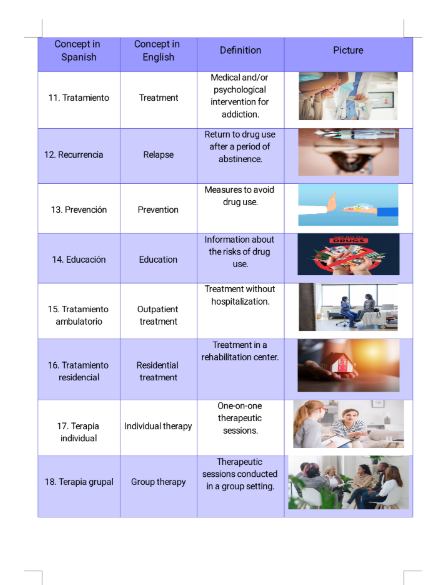 Concept in
Spanish
Concept in
English
Definition
Picture
11. Tratamiento
Treatment
Medical and/or
psychological
intervention for
addiction.
12. Recurrencia
Relapse
Return to drug use
after a period of
abstinence.
13. Prevención
Prevention
Measures to avoid
drug use.
14. Educación
Education
Information about
the risks of drug
use.
DRUGS
15. Tratamiento
ambulatorio
Outpatient
treatment
Treatment without
hospitalization.
16. Tratamiento
residencial
Residential
treatment
Treatment in a
rehabilitation center.
17. Terapia
individual
Individual therapy
One-on-one
therapeutic
sessions.
18. Terapia grupal
Group therapy
Therapeutic
sessions conducted
in a group setting.